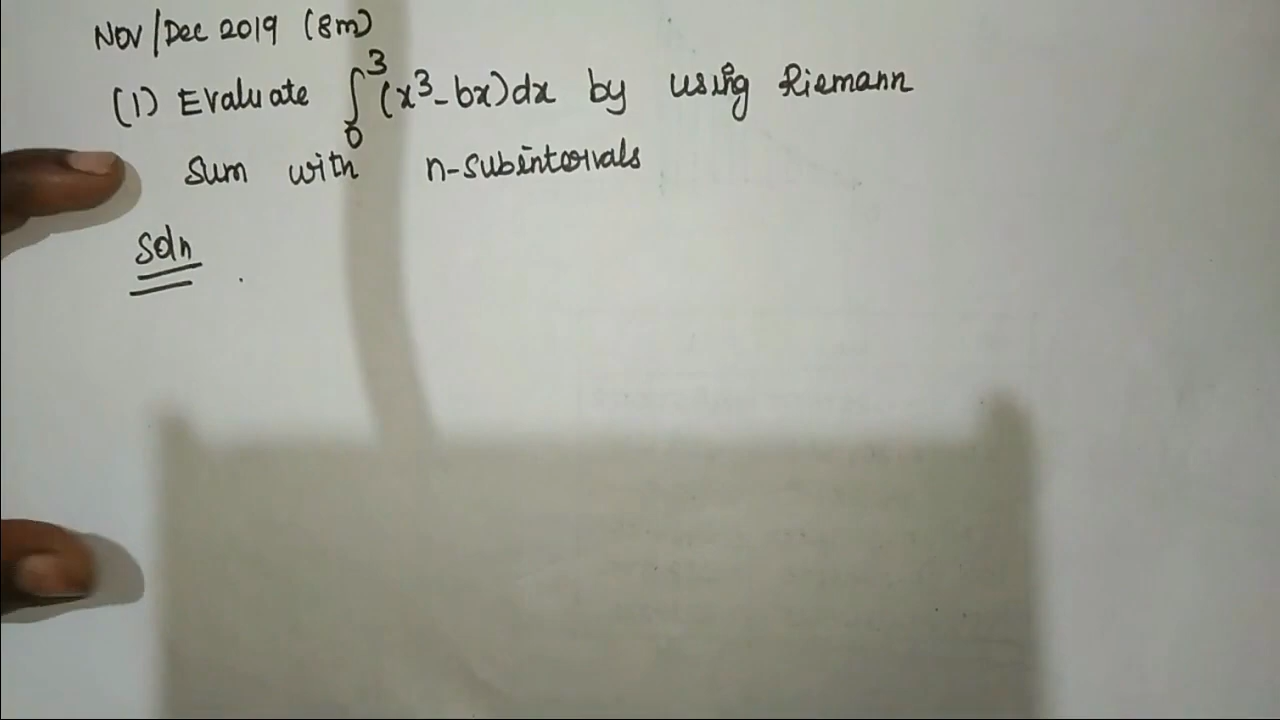 Nov/Dec 2019 (8m)
(1) Evaluate ∫₀³ (x³-6x)dx by using Riemann
Sum with n-subintervals
Soln